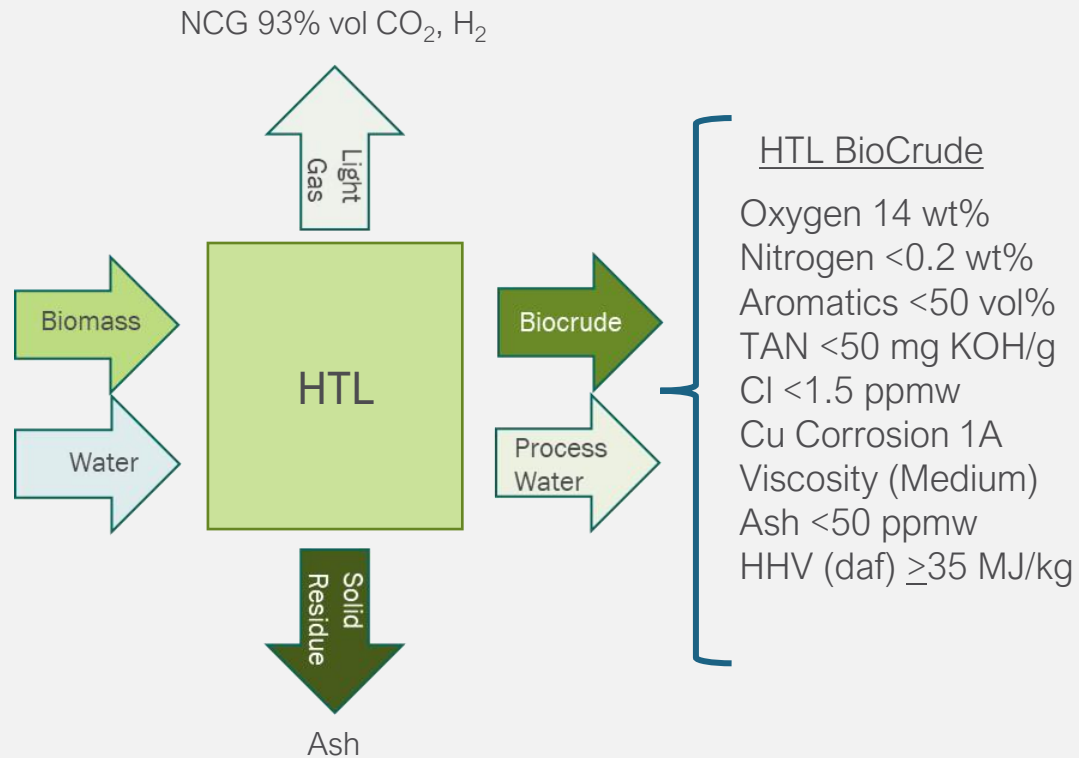 NCG 93% vol CO₂, H₂
Light
Gas
Biomass
Water
HTL
Biocrude
Process
Water
Solid
Residue
Ash
HTL BioCrude
Oxygen 14 wt%
Nitrogen <0.2 wt%
Aromatics <50 vol%
TAN <50 mg KOH/g
Cl <1.5 ppmw
Cu Corrosion 1A
Viscosity (Medium)
Ash <50 ppmw
HHV (daf) ≥35 MJ/kg